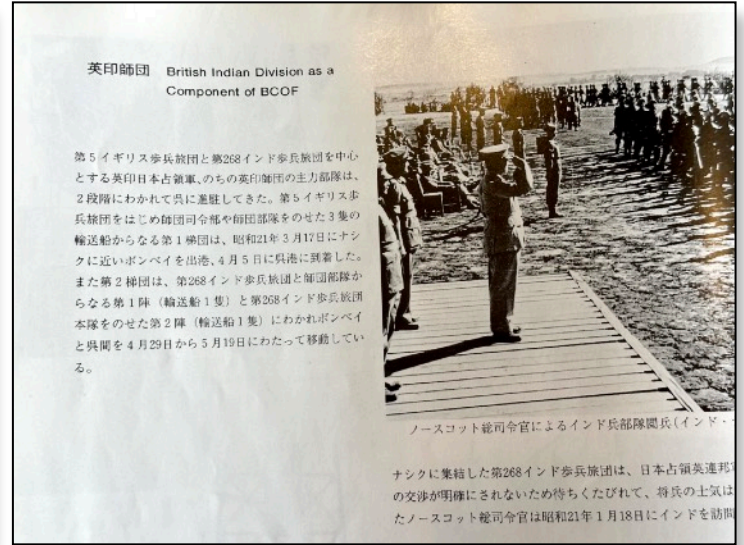 英印師団 British Indian Division as a
Component of BCOF
第5イギリス歩兵旅団と第268インド歩兵旅団を中心
とする英印日本占領軍、のちの英印師団の主力部隊は、
2段階にわかれて呉に進駐してきた。第5イギリス歩
兵旅団をはじめ師団司令部や師団部隊をのせた3隻の
輸送船からなる第1梯団は、昭和21年3月17日にナシ
クに近いボンベイを出港、4月5日に呉港に到着した。
また第2梯団は、第268インド歩兵旅団と師団部隊か
らなる第1陣（輸送船1隻）と第268インド歩兵旅団
本隊をのせた第2陣（輸送船1隻）にわかれボンベイ
と呉間を4月29日から5月19日にわたって移動してい
る。
ノースコット総司令官によるインド兵部隊閲兵(インド・
ナシクに集結した第268インド歩兵旅団は、日本占領英連邦
の交渉が明確にされないため待ちくたびれて、将兵の士気は
たノースコット総司令官は昭和21年1月18日にインドを訪問